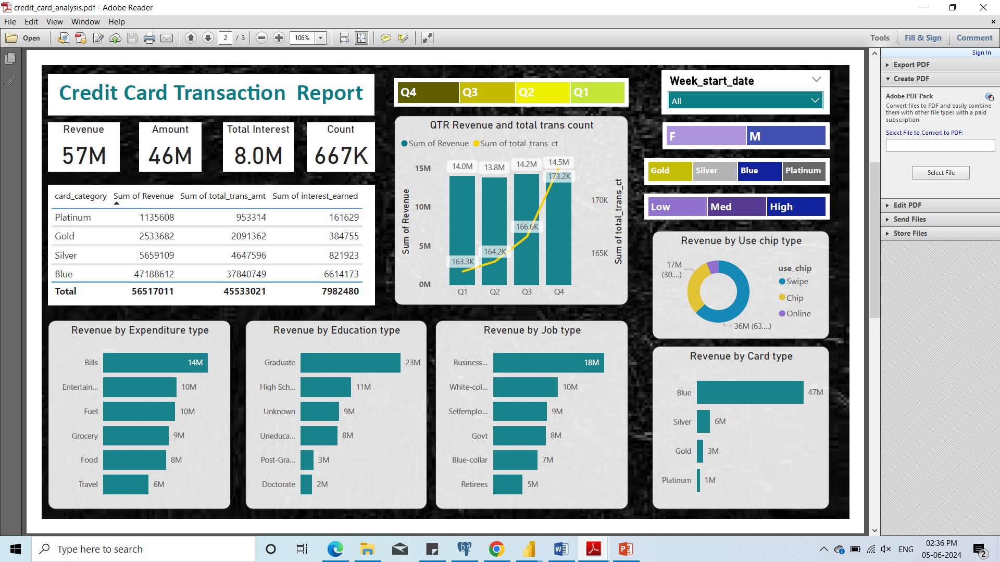 credit_card_analysis.pdf - Adobe Reader
File Edit View Window Help
Open 2 / 3 106% Tools Fill & Sign Comment
Sign In
Export PDF
Create PDF
Adobe PDF Pack
Convert files to PDF and easily combine
them with other file types with a paid
subscription.
Select File to Convert to PDF:
Select File
Edit PDF
Send Files
Store Files
Credit Card Transaction Report
Q4 Q3 Q2 Q1
Week_start_date
All
F M
Gold Silver Blue Platinum
Low Med High
Revenue
57M
Amount
46M
Total Interest
8.0M
Count
667K
card_category Sum of Revenue Sum of total_trans_amt Sum of interest_earned
Platinum 1135608 953314 161629
Gold 2533682 2091362 384755
Silver 5659109 4647596 821923
Blue 47188612 37840749 6614173
Total 56517011 45533021 7982480
QTR Revenue and total trans count
Sum of Revenue Sum of total_trans_ct
14.0M 13.8M 14.2M 14.5M
15M
173.2K
170K
10M
166.6K
5M
164.2K
165K
163.3K
0M
Q1 Q2 Q3 Q4
Sum of Revenue
Sum of total_trans_ct
Revenue by Use chip type
17M
(30....)
36M (63....)
use_chip
Swipe
Chip
Online
Revenue by Expenditure type
Bills 14M
Entertain... 10M
Fuel 10M
Grocery 9M
Food 8M
Travel 6M
Revenue by Education type
Graduate 23M
High Sch... 11M
Unknown 9M
Uneduca... 8M
Post-Gra... 3M
Doctorate 2M
Revenue by Job type
Business... 18M
White-col... 10M
Selfemplo... 9M
Govt 8M
Blue-collar 7M
Retirees 5M
Revenue by Card type
Blue 47M
Silver 6M
Gold 3M
Platinum 1M
Type here to search
ENG
02:36 PM
05-06-2024
2